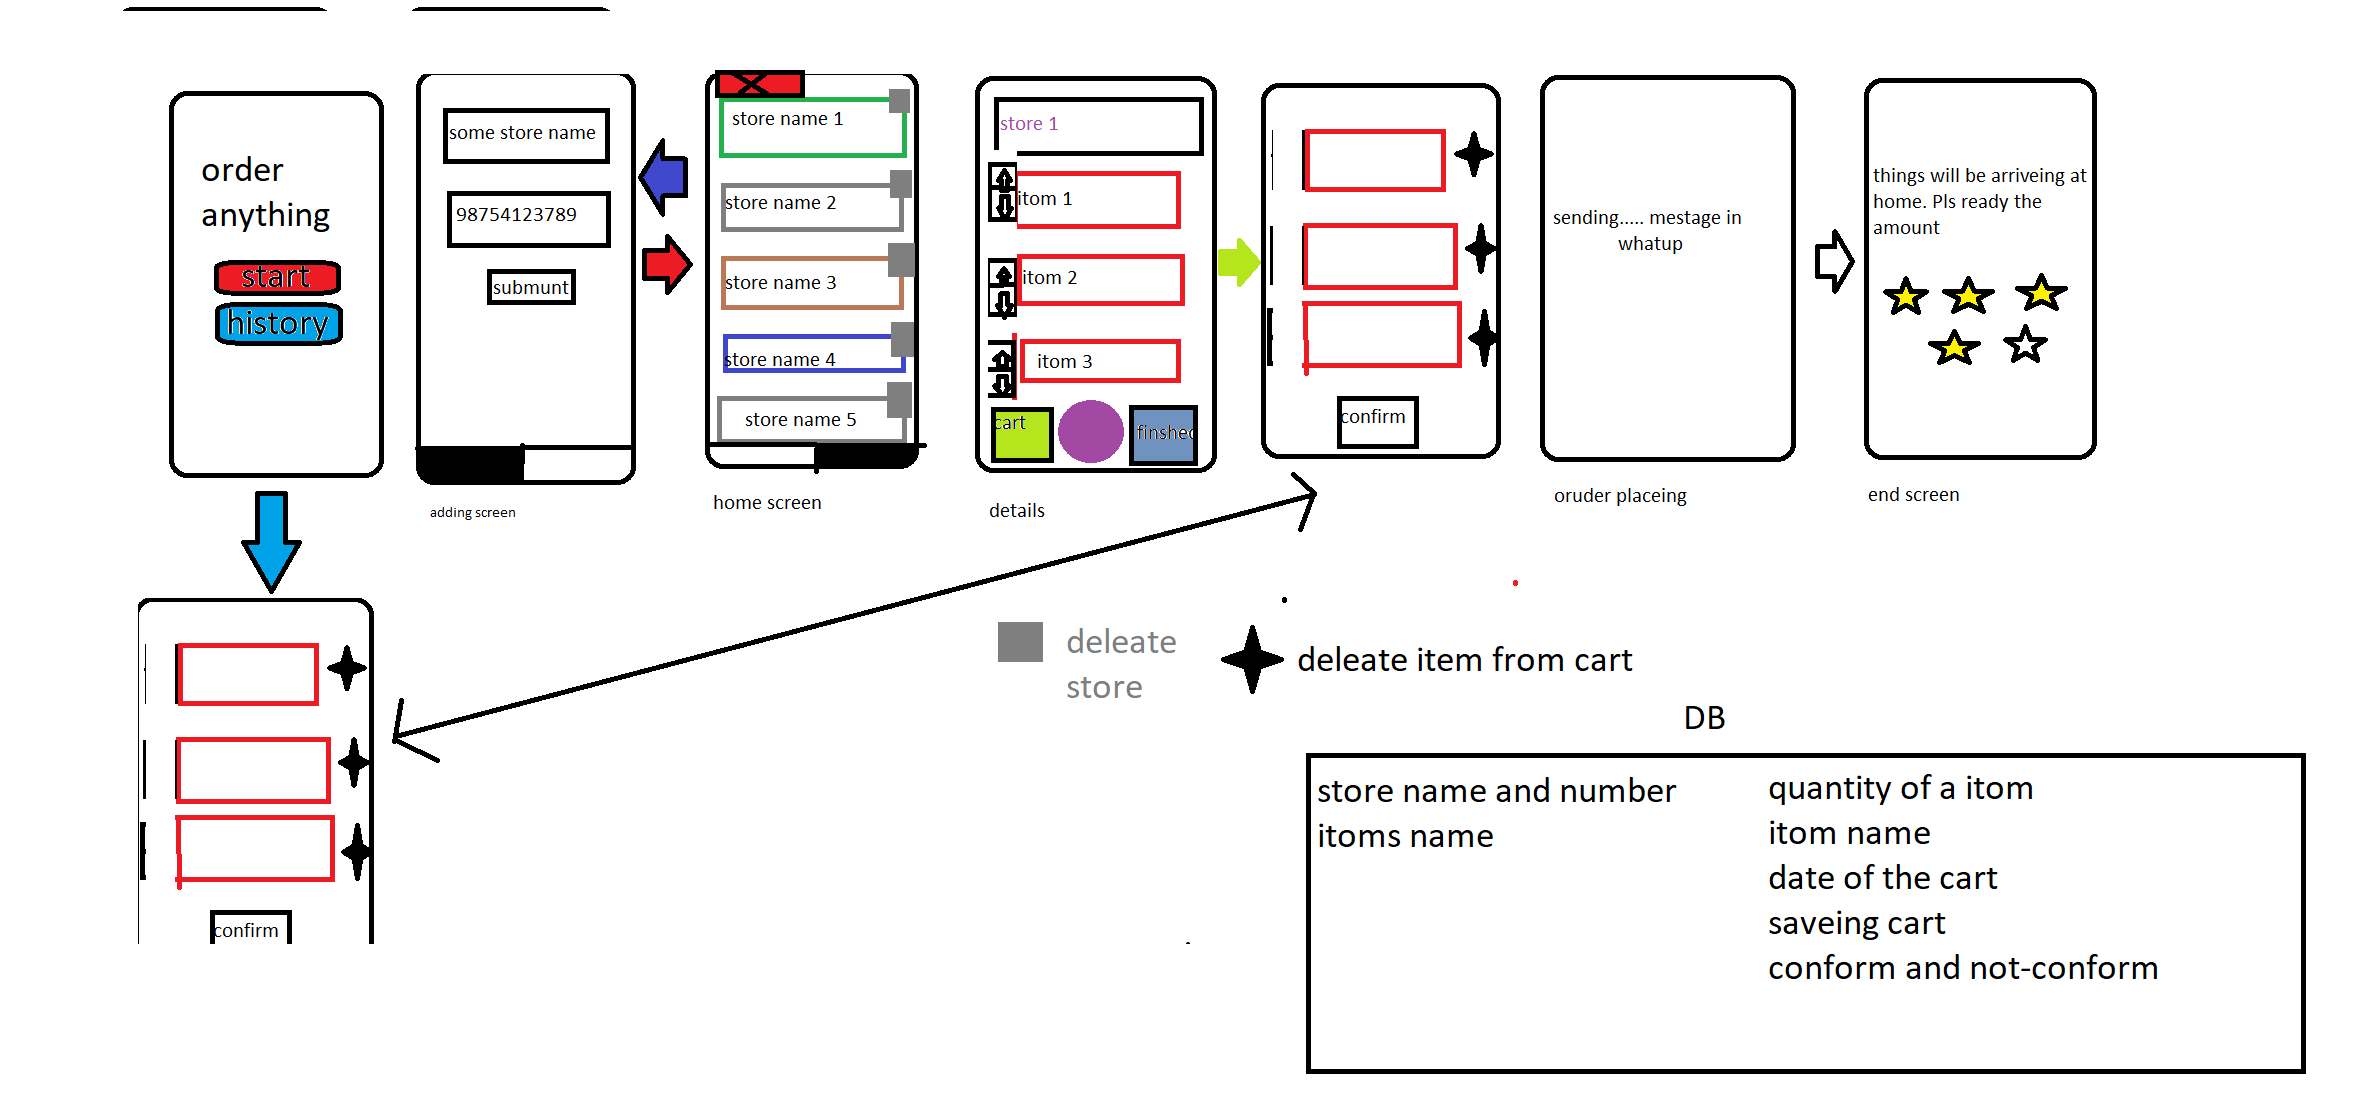 order
anything
start
history
some store name
98754123789
submunt
adding screen
store name 1
store name 2
store name 3
store name 4
store name 5
home screen
store 1
itom 1
itom 2
itom 3
cart
finshed
details
confirm
sending..... mestage in
whatup
oruder placeing
things will be arriveing at
home. Pls ready the
amount
end screen
confirm
deleate
store
deleate item from cart
DB
store name and number
itoms name
quantity of a itom
itom name
date of the cart
saveing cart
conform and not-conform